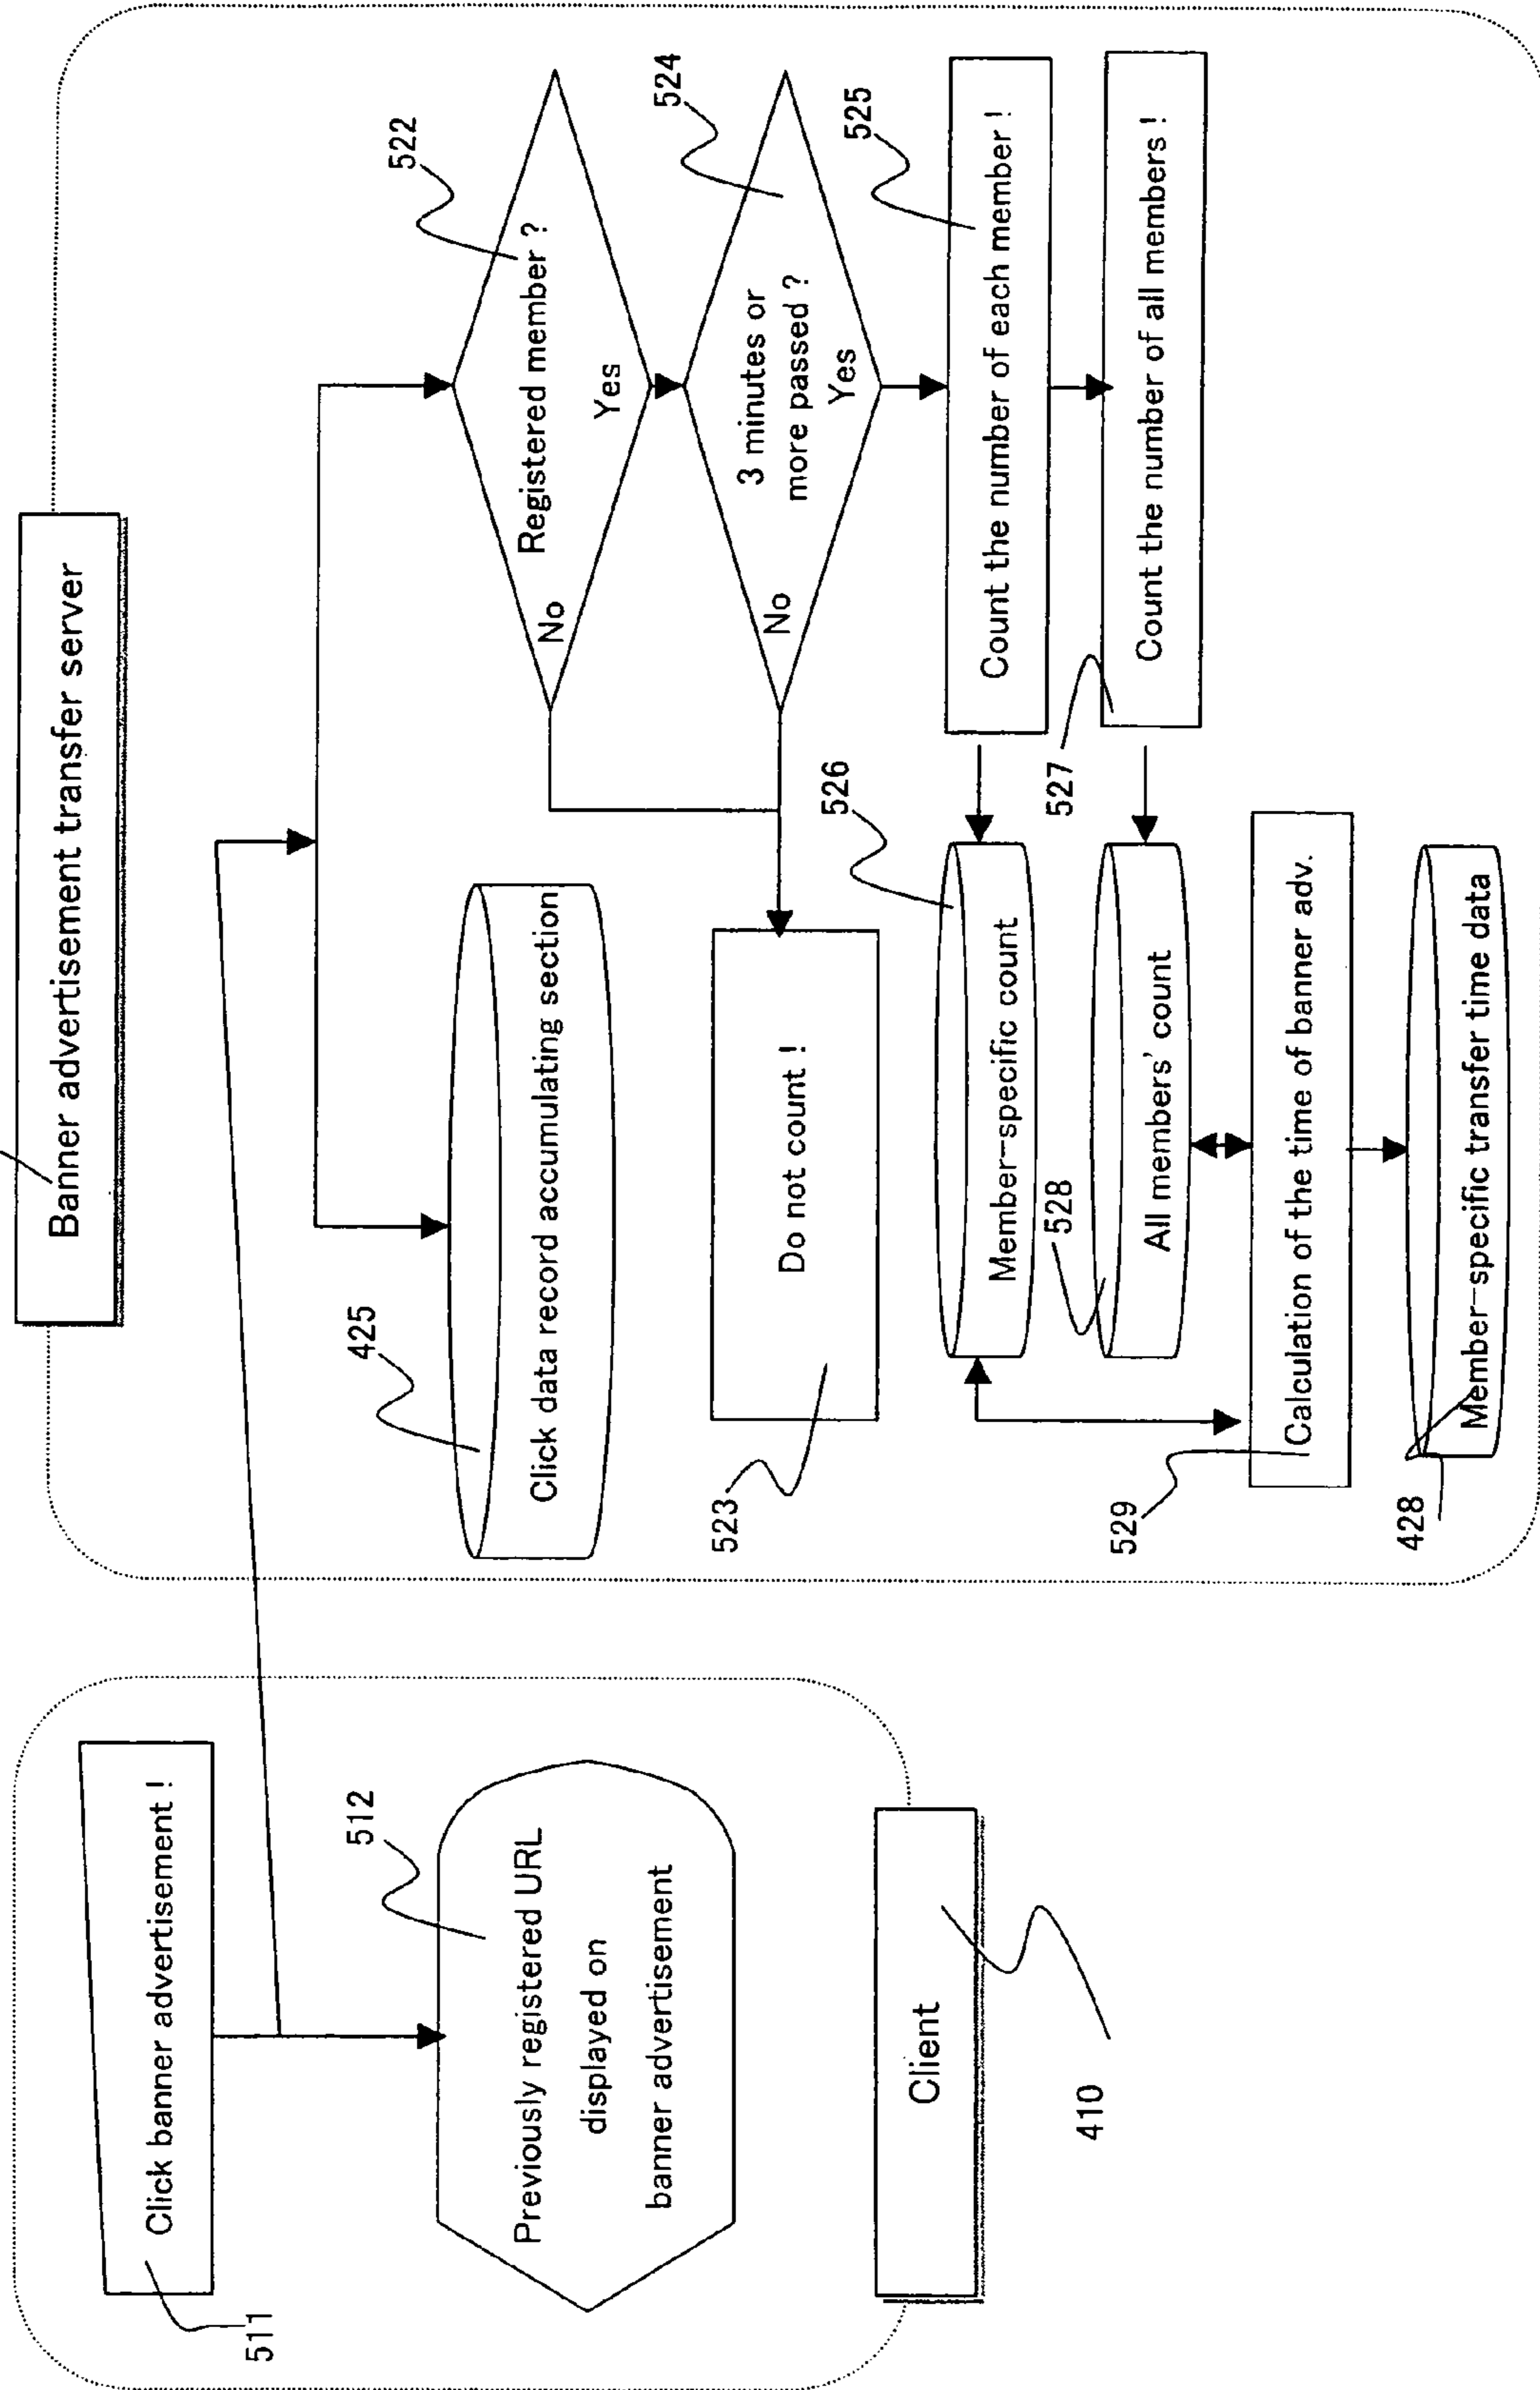 511
Click banner advertisement !
512
Previously registered URL
displayed on
banner advertisement
Client
410
Banner advertisement transfer server
425
Click data record accumulating section
522
Registered member ?
No
Yes
524
3 minutes or
more passed ?
No
Yes
523
Do not count !
525
Count the number of each member !
526
Member-specific count
527
Count the number of all members !
528
All members' count
529
Calculation of the time of banner adv.
428
Member-specific transfer time data